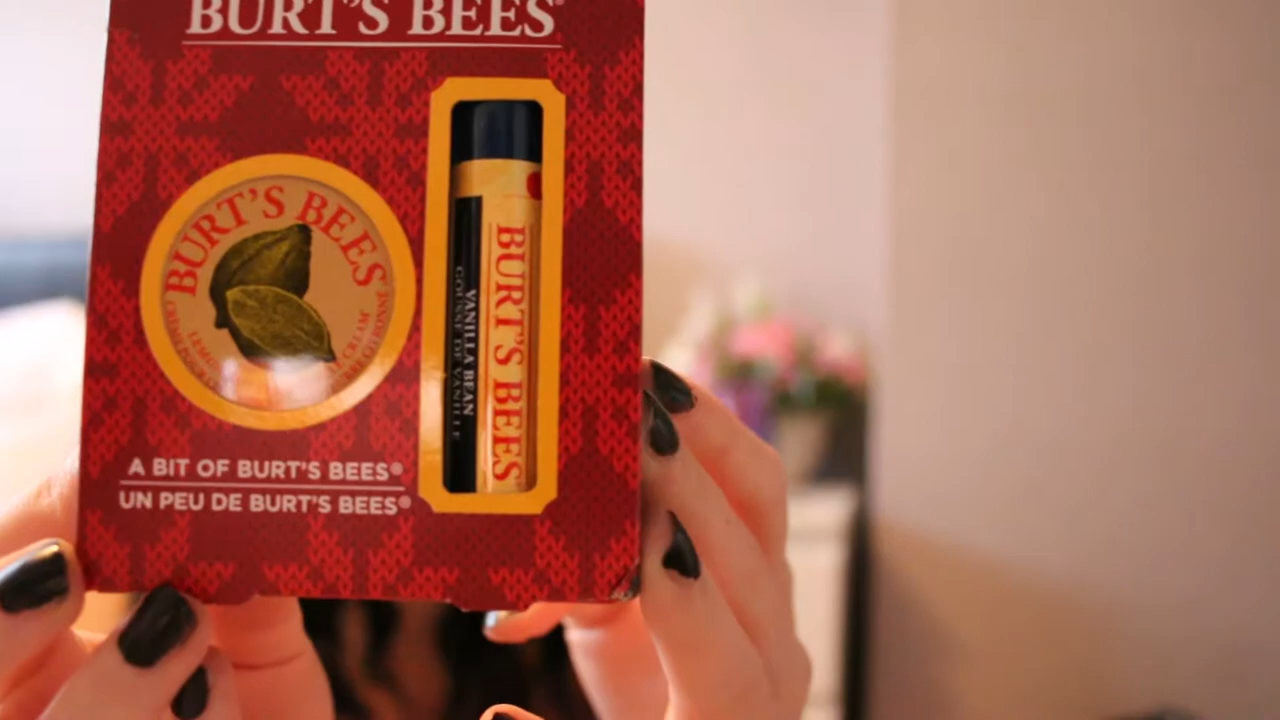 BURT'S BEES®
BURT'S BEES
A BIT OF BURT'S BEES®
UN PEU DE BURT'S BEES®
BURT'S BEES
VANILLA BEAN
GOUSSE DE VANILLE